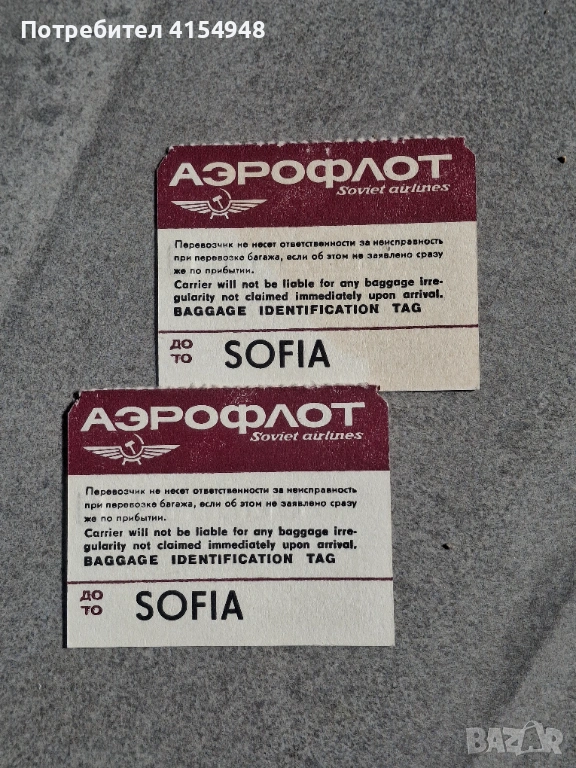 Потребител 4154948
АЭРОФЛОТ
Soviet airlines
Перевозчик не несет ответственности за неисправность
при перевозке багажа, если об этом не заявлено сразу
же по прибытии.
Carrier will not be liable for any baggage irre-
gularity not claimed immediately upon arrival.
BAGGAGE IDENTIFICATION TAG
ДО
TO
SOFIA
АЭРОФЛОТ
Soviet airlines
Перевозчик не несет ответственности за неисправность
при перевозке багажа, если об этом не заявлено сразу
же по прибытии.
Carrier will not be liable for any baggage irre-
gularity not claimed immediately upon arrival.
BAGGAGE IDENTIFICATION TAG
ДО
TO
SOFIA
BAZAR